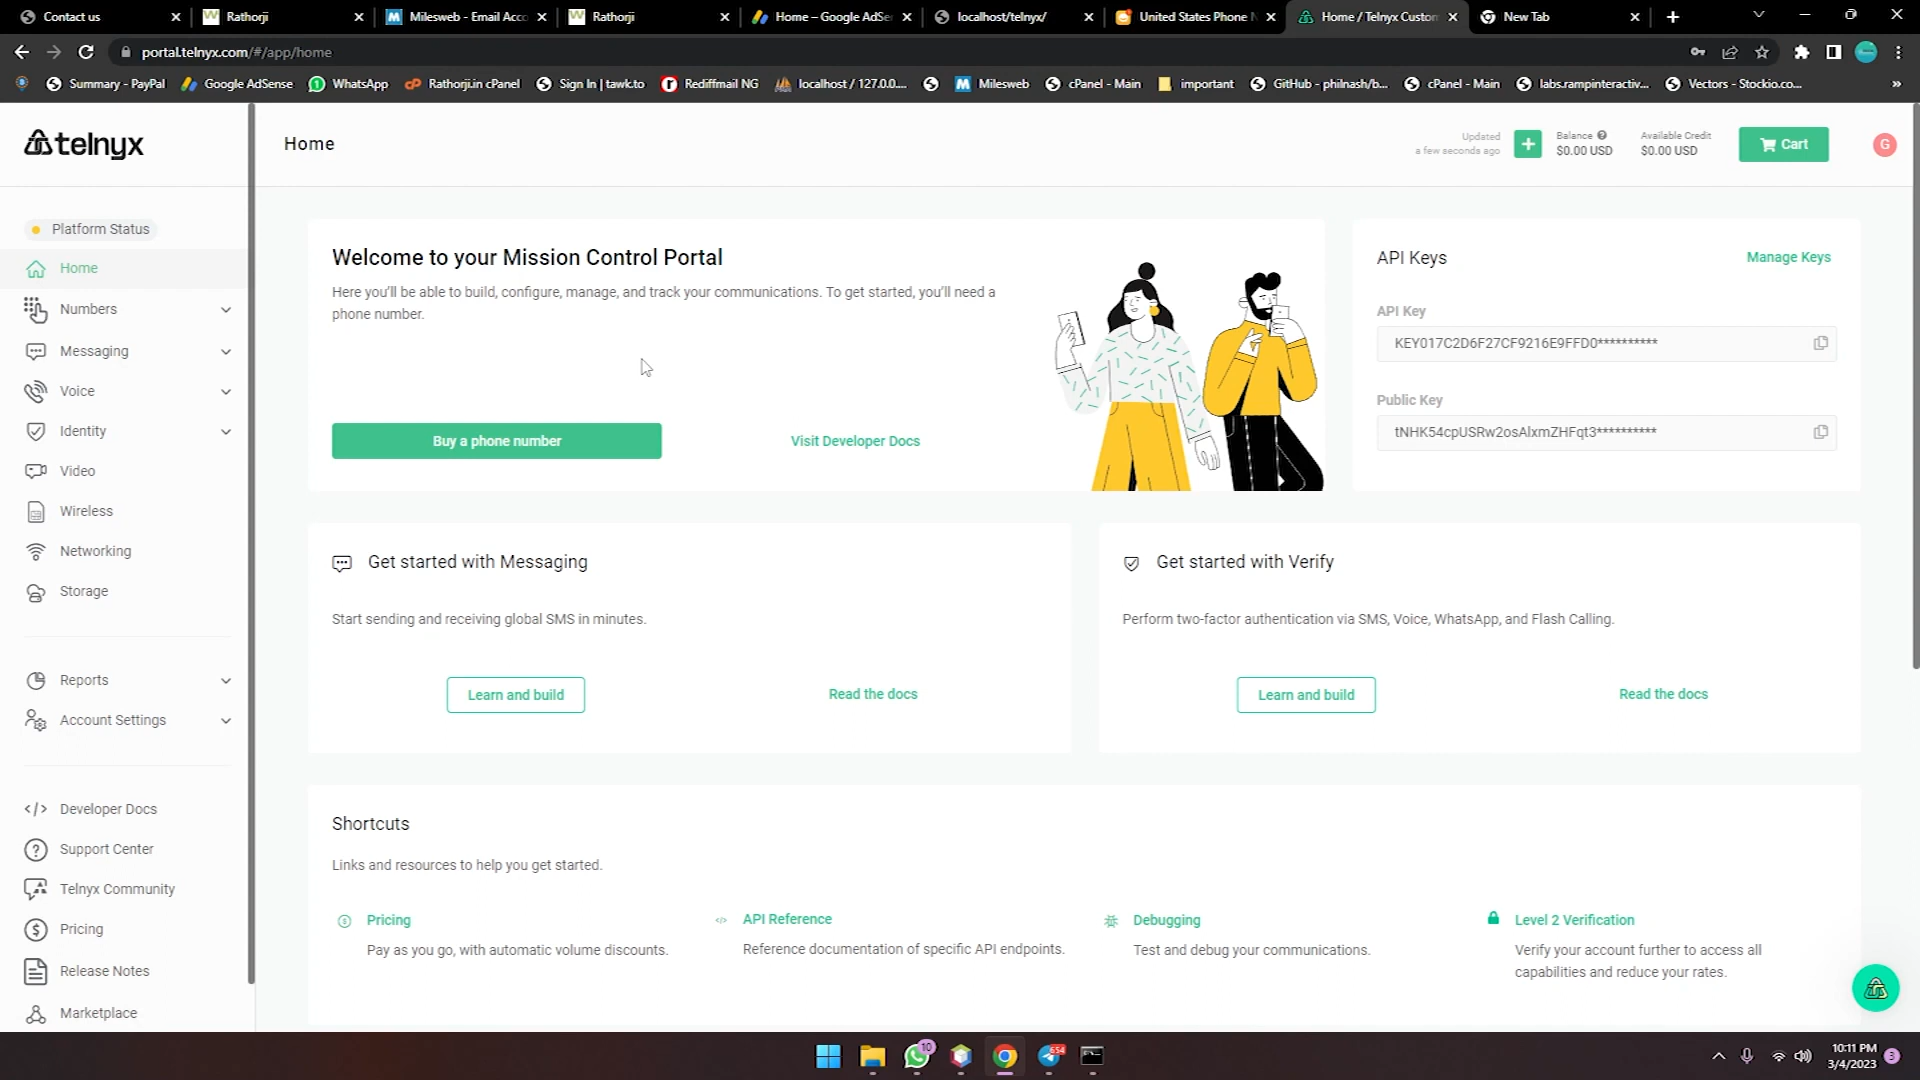 Contact us
Rathorji
Milesweb - Email Acc
Rathorji
Home – Google AdSe
localhost/telnyx/
United States Phone N
Home / Telnyx Custom
New Tab
portal.telnyx.com/#/app/home
Summary - PayPal
Google AdSense
WhatsApp
Rathorji.in cPanel
Sign In | tawk.to
Rediffmail NG
localhost / 127.0.0....
Milesweb
cPanel - Main
important
GitHub - philnash/b...
cPanel - Main
labs.rampinteractiv...
Vectors - Stockio.co...
telnyx
Home
Updated
a few seconds ago
Balance
$0.00 USD
Available Credit
$0.00 USD
Cart
G
Platform Status
Home
Numbers
Messaging
Voice
Identity
Video
Wireless
Networking
Storage
Reports
Account Settings
Developer Docs
Support Center
Telnyx Community
Pricing
Release Notes
Marketplace
Welcome to your Mission Control Portal
Here you'll be able to build, configure, manage, and track your communications. To get started, you'll need a
phone number.
Buy a phone number
Visit Developer Docs
API Keys
Manage Keys
API Key
KEY017C2D6F27CF9216E9FFD0**********
Public Key
tNHK54cpUSRw2osAlxmZHFqt3**********
Get started with Messaging
Start sending and receiving global SMS in minutes.
Learn and build
Read the docs
Get started with Verify
Perform two-factor authentication via SMS, Voice, WhatsApp, and Flash Calling.
Learn and build
Read the docs
Shortcuts
Links and resources to help you get started.
Pricing
Pay as you go, with automatic volume discounts.
API Reference
Reference documentation of specific API endpoints.
Debugging
Test and debug your communications.
Level 2 Verification
Verify your account further to access all
capabilities and reduce your rates.
10
654
10:11 PM
3/4/2023
3